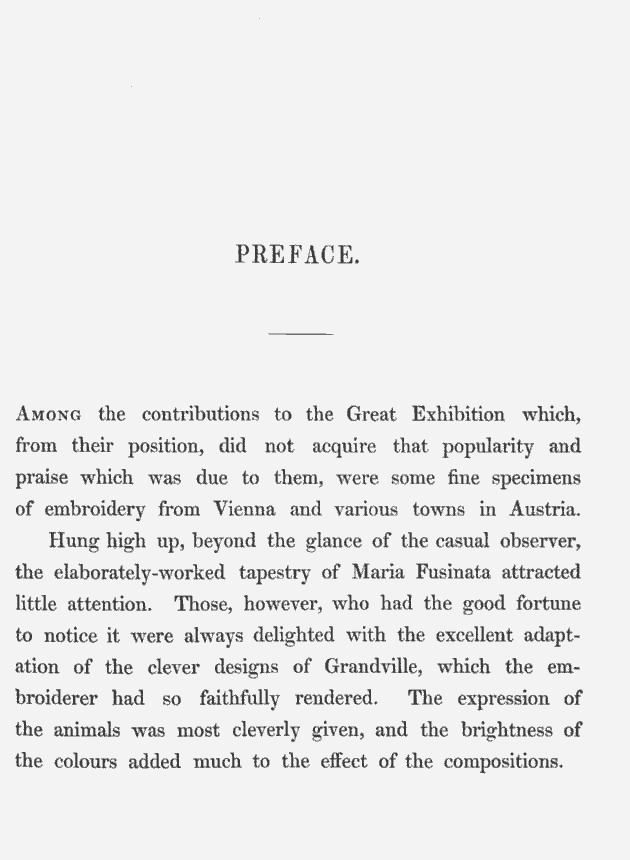 PREFACE.
Among the contributions to the Great Exhibition which,
from their position, did not acquire that popularity and
praise which was due to them, were some fine specimens
of embroidery from Vienna and various towns in Austria.
Hung high up, beyond the glance of the casual observer,
the elaborately-worked tapestry of Maria Fusinata attracted
little attention. Those, however, who had the good fortune
to notice it were always delighted with the excellent adapt-
ation of the clever designs of Grandville, which the em-
broiderer had so faithfully rendered. The expression of
the animals was most cleverly given, and the brightness of
the colours added much to the effect of the compositions.